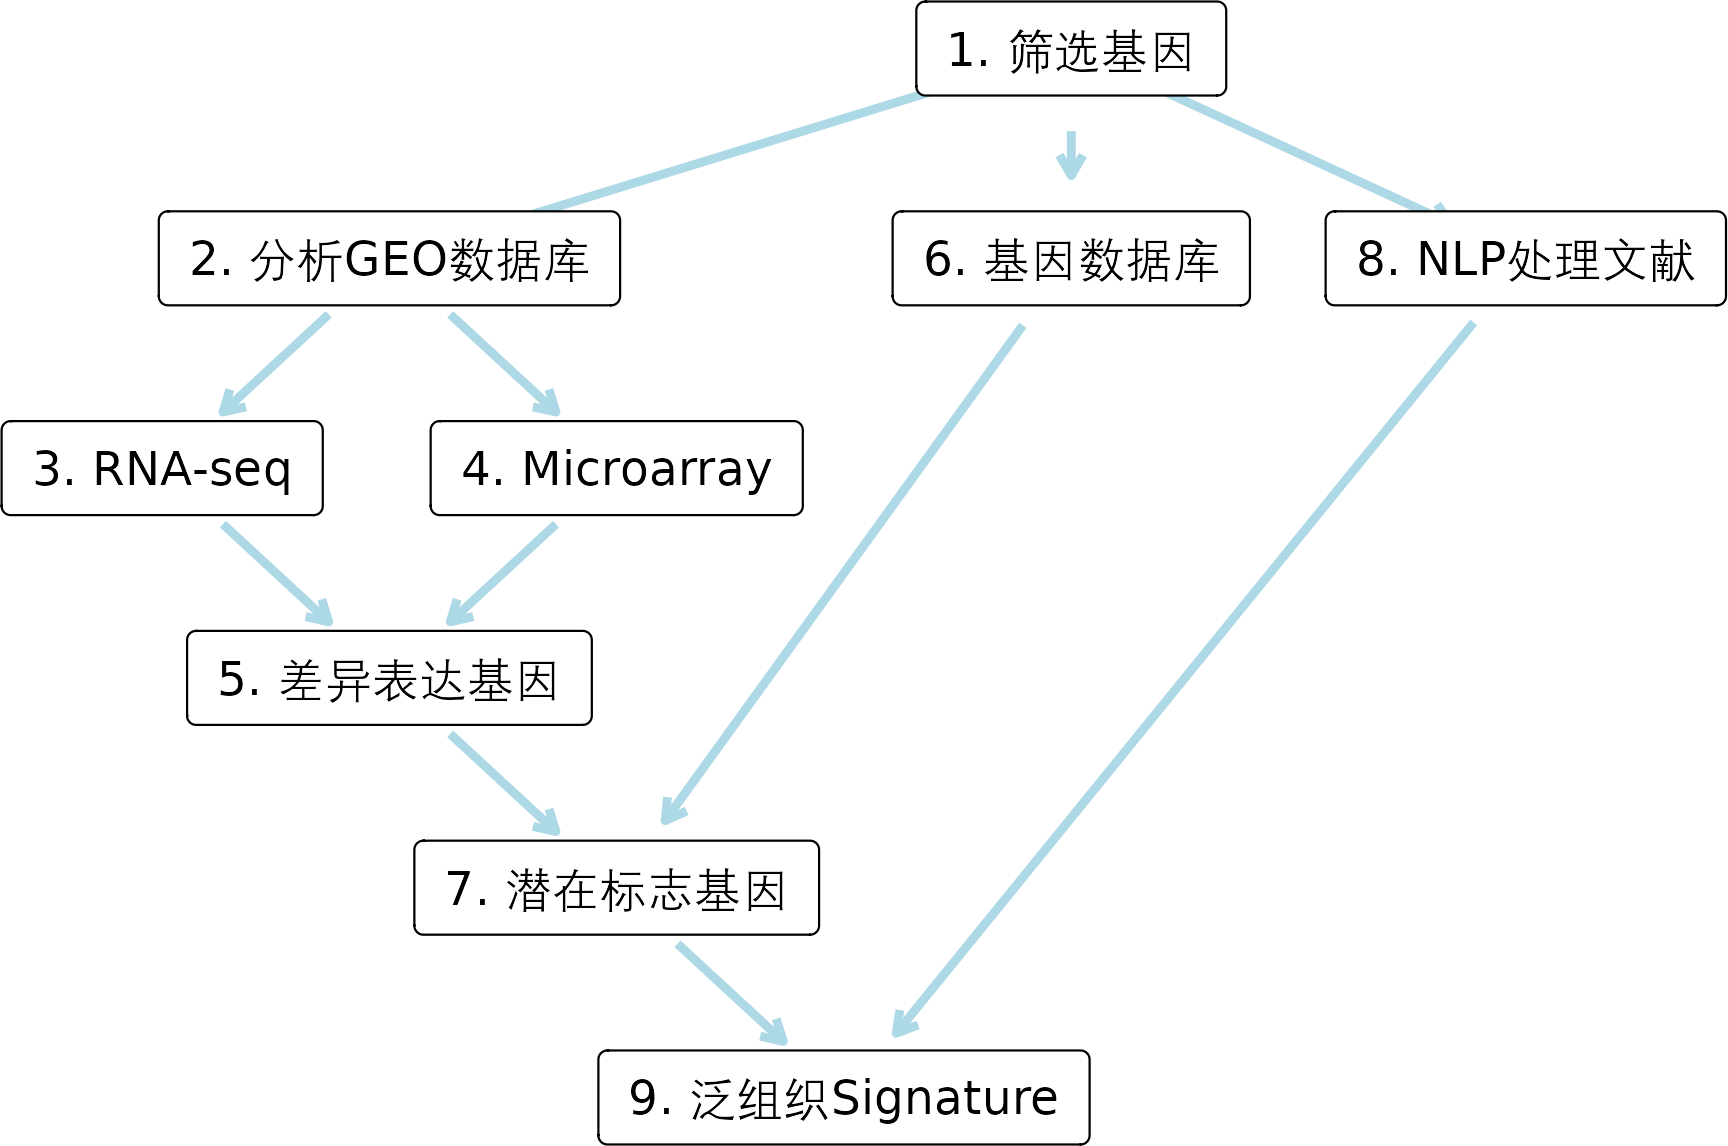 1. 筛选基因
2. 分析GEO数据库
6. 基因数据库
8. NLP处理文献
3. RNA-seq
4. Microarray
5. 差异表达基因
7. 潜在标志基因
9. 泛组织Signature